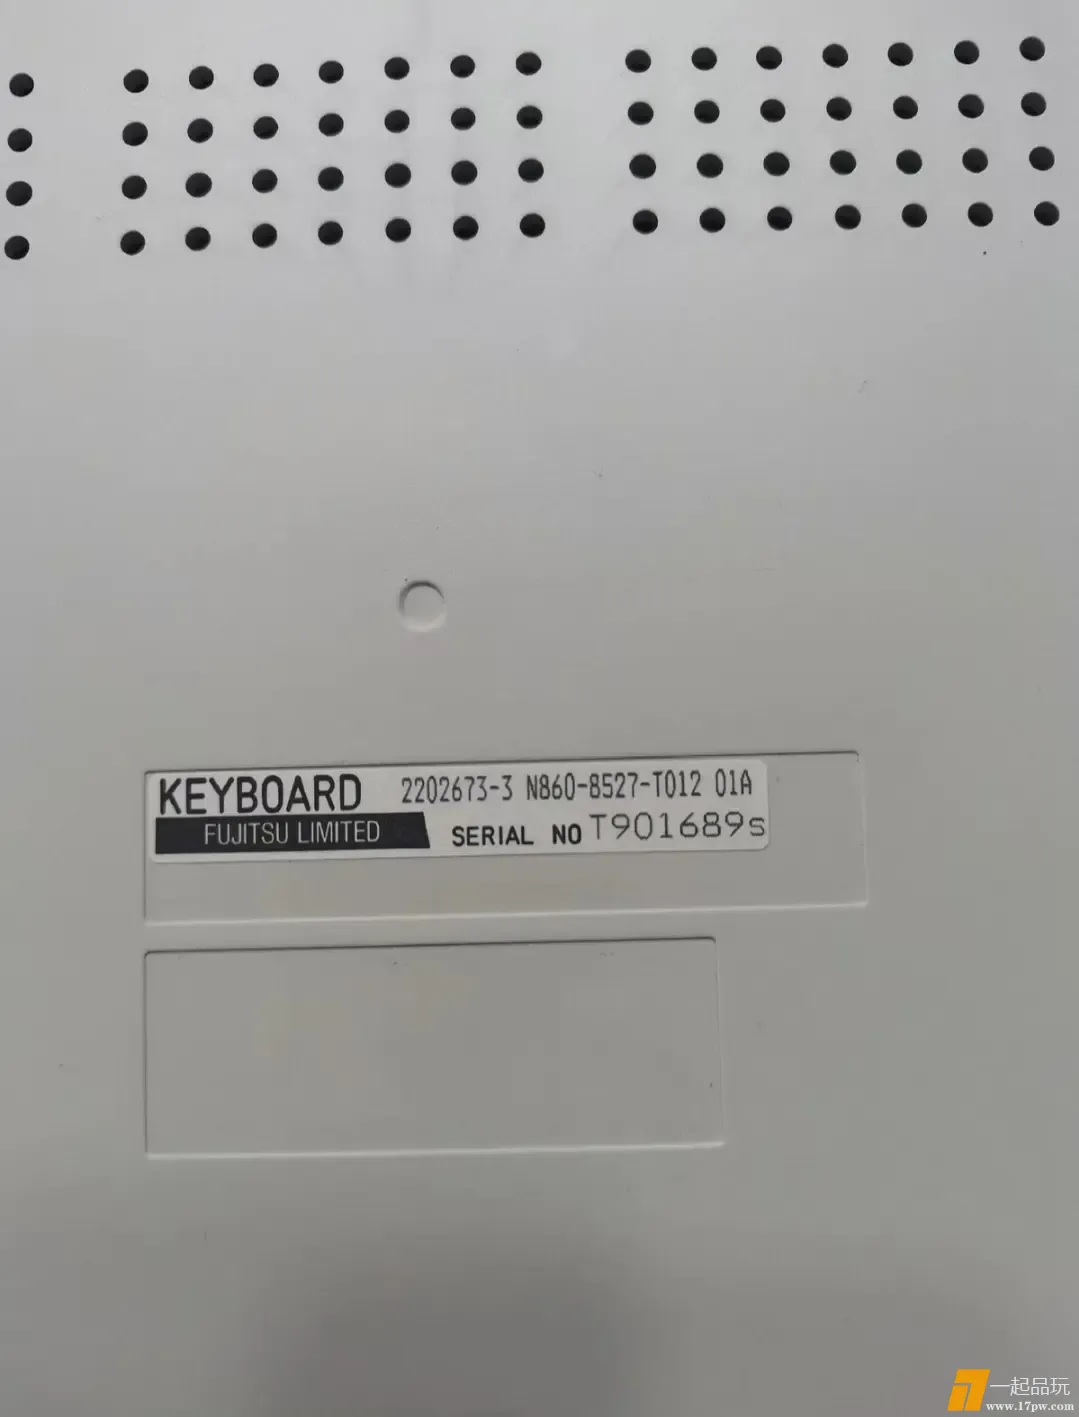 KEYBOARD 2202673-3 N860-8527-T012 01A
FUJITSU LIMITED SERIAL NO T901689s
一起品玩
www.17pw.com